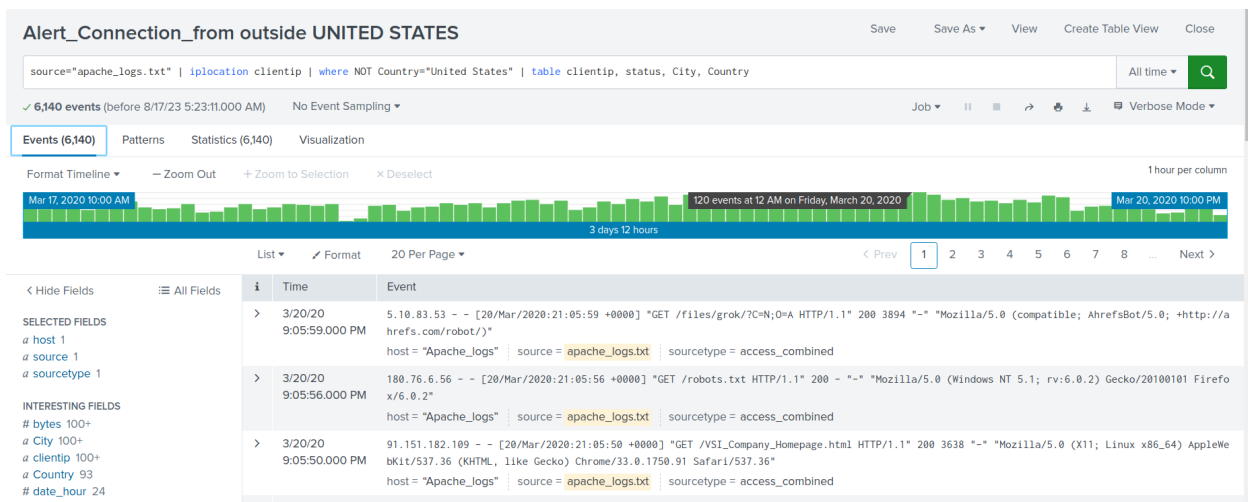 Alert_Connection_from outside UNITED STATES
Save Save As View Create Table View Close
source="apache_logs.txt" | iplocation clientip | where NOT Country="United States" | table clientip, status, City, Country
All time
6,140 events (before 8/17/23 5:23:11.000 AM) No Event Sampling
Job Verbose Mode
Events (6,140) Patterns Statistics (6,140) Visualization
Format Timeline — Zoom Out + Zoom to Selection × Deselect
1 hour per column
Mar 17, 2020 10:00 AM
120 events at 12 AM on Friday, March 20, 2020
Mar 20, 2020 10:00 PM
3 days 12 hours
List Format 20 Per Page
< Prev 1 2 3 4 5 6 7 8 ... Next >
< Hide Fields All Fields
SELECTED FIELDS
a host 1
a source 1
a sourcetype 1
INTERESTING FIELDS
# bytes 100+
a City 100+
a clientip 100+
a Country 93
# date_hour 24
i Time Event
> 3/20/20
9:05:59.000 PM
5.10.83.53 - - [20/Mar/2020:21:05:59 +0000] "GET /files/grok/?C=N;O=A HTTP/1.1" 200 3894 "-" "Mozilla/5.0 (compatible; AhrefsBot/5.0; +http://a
hrefs.com/robot/)"
host = "Apache_logs" source = apache_logs.txt sourcetype = access_combined
> 3/20/20
9:05:56.000 PM
180.76.6.56 - - [20/Mar/2020:21:05:56 +0000] "GET /robots.txt HTTP/1.1" 200 - "-" "Mozilla/5.0 (Windows NT 5.1; rv:6.0.2) Gecko/20100101 Firefo
x/6.0.2"
host = "Apache_logs" source = apache_logs.txt sourcetype = access_combined
> 3/20/20
9:05:50.000 PM
91.151.182.109 - - [20/Mar/2020:21:05:50 +0000] "GET /VSI_Company_Homepage.html HTTP/1.1" 200 3638 "-" "Mozilla/5.0 (X11; Linux x86_64) AppleWe
bKit/537.36 (KHTML, like Gecko) Chrome/33.0.1750.91 Safari/537.36"
host = "Apache_logs" source = apache_logs.txt sourcetype = access_combined